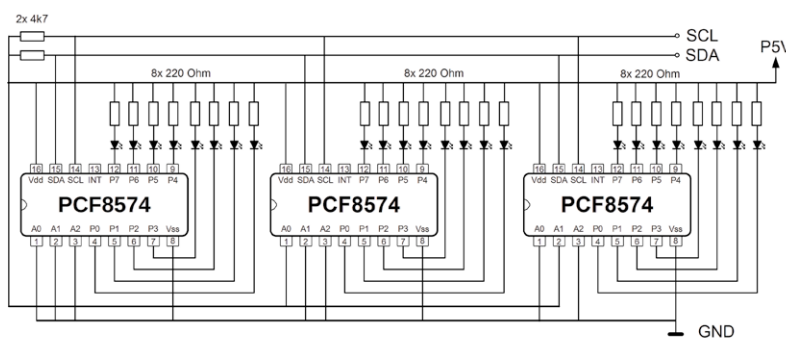 2x 4k7
SCL
SDA
P5V
8x 220 Ohm 8x 220 Ohm 8x 220 Ohm
16 15 14 13 12 11 10 9 16 15 14 13 12 11 10 9 16 15 14 13 12 11 10 9
Vdd SDA SCL INT P7 P6 P5 P4 Vdd SDA SCL INT P7 P6 P5 P4 Vdd SDA SCL INT P7 P6 P5 P4
PCF8574 PCF8574 PCF8574
A0 A1 A2 P0 P1 P2 P3 Vss A0 A1 A2 P0 P1 P2 P3 Vss A0 A1 A2 P0 P1 P2 P3 Vss
1 2 3 4 5 6 7 8 1 2 3 4 5 6 7 8 1 2 3 4 5 6 7 8
GND